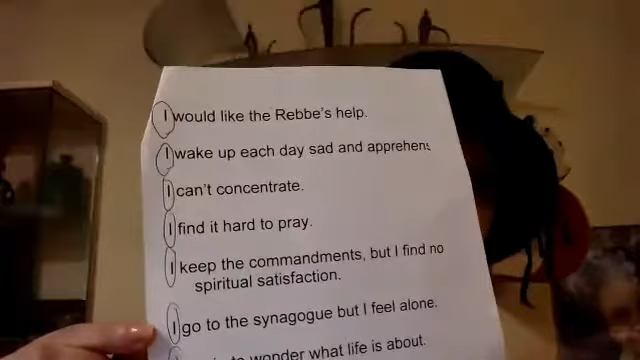 I would like the Rebbe's help.
I wake up each day sad and
I can't concentrate.
I find it hard to pray.
I keep the commandments, but I find no
spiritual satisfaction.
I go to the synagogue but I feel alone.
to wonder what life is about.